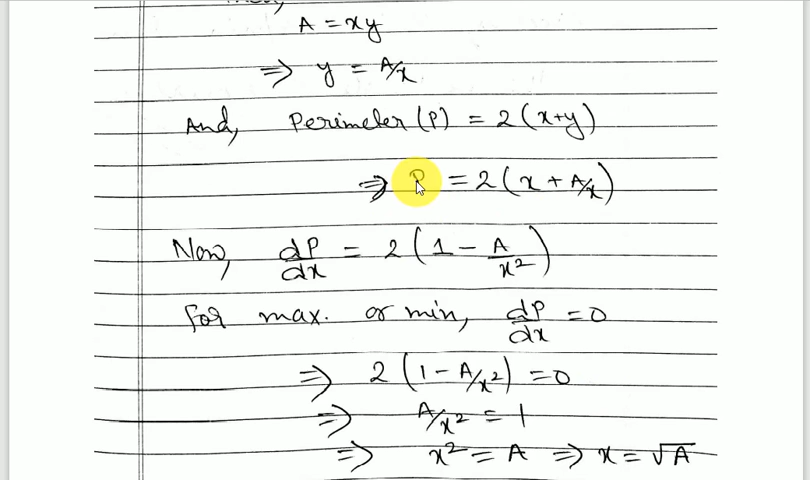 A = xy
⇒ y = A/x
And, Perimeter (P) = 2(x+y)
⇒ P = 2(x + A/x)
Now, dP/dx = 2(1 - A/x²)
For max. or min, dP/dx = 0
⇒ 2(1 - A/x²) = 0
⇒ A/x² = 1
⇒ x² = A ⇒ x = √A